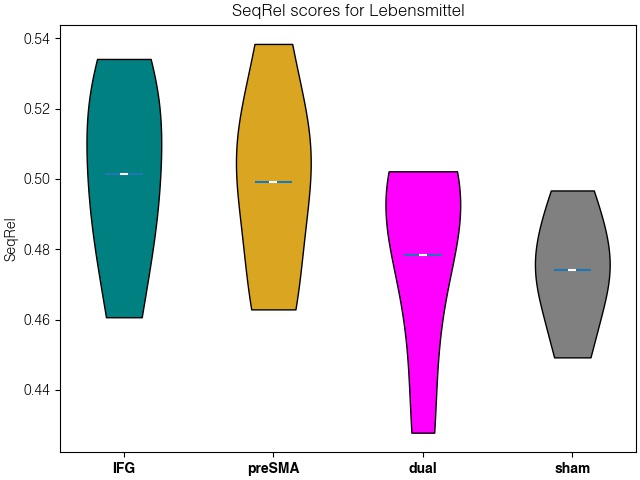 SeqRel scores for Lebensmittel
0.54
0.52
0.50
0.48
0.46
0.44
SeqRel
IFG
preSMA
dual
sham